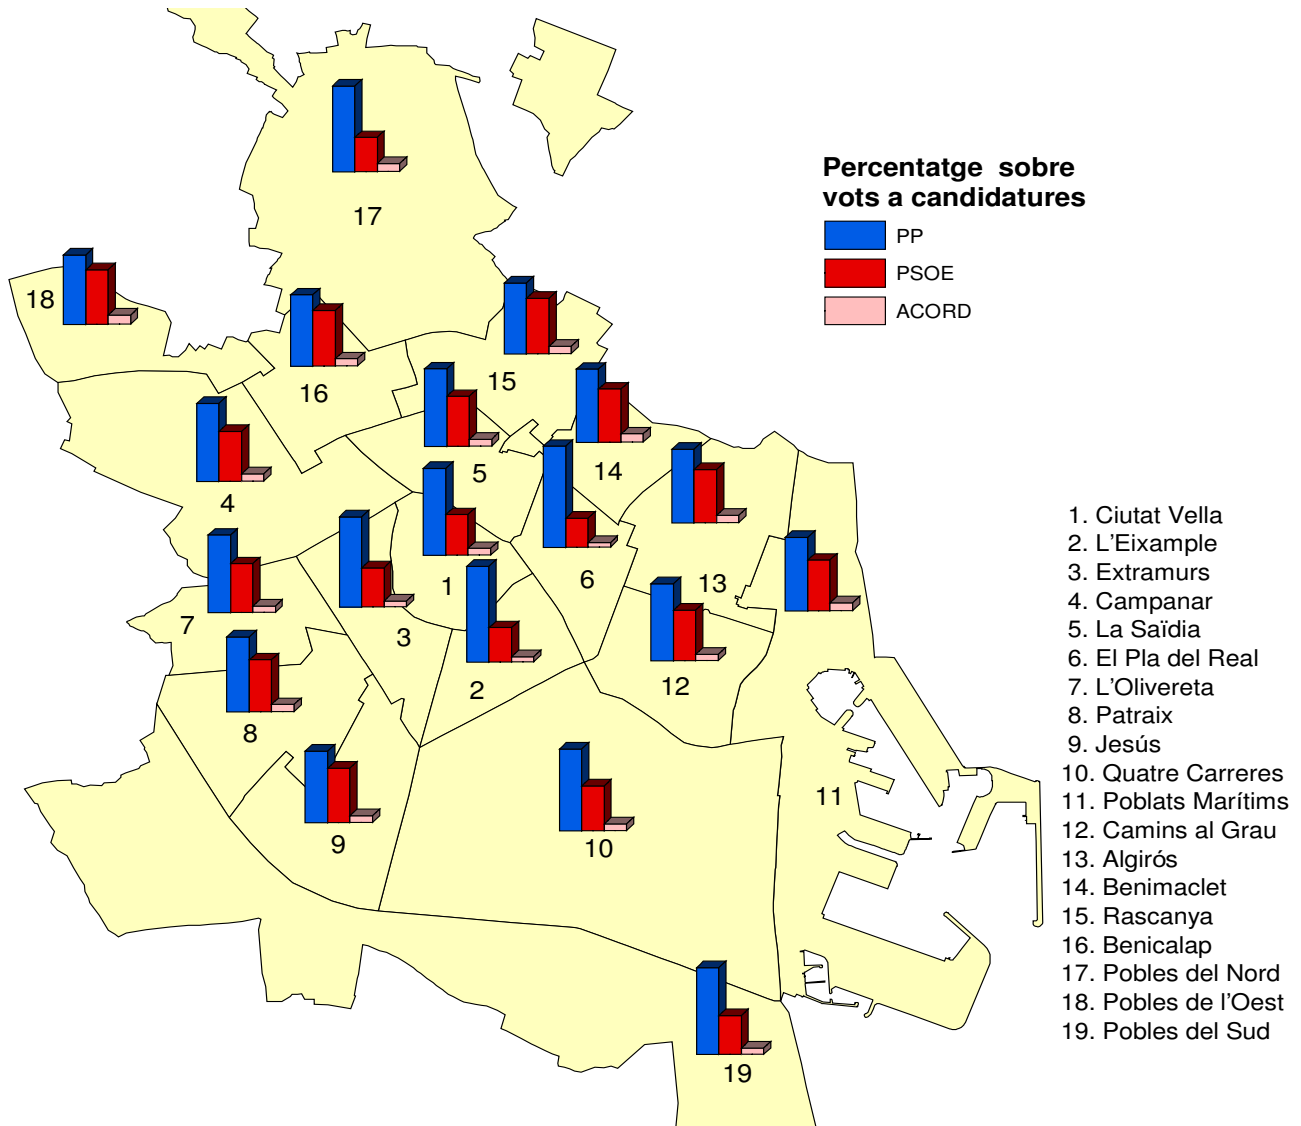 Percentatge sobre
vots a candidatures
PP
PSOE
ACORD
17
18
16
15
5
14
4
1
6
13
7
3
2
12
8
11
9
10
19
1. Ciutat Vella
2. L'Eixample
3. Extramurs
4. Campanar
5. La Saïdia
6. El Pla del Real
7. L'Olivereta
8. Patraix
9. Jesús
10. Quatre Carreres
11. Poblats Marítims
12. Camins al Grau
13. Algirós
14. Benimaclet
15. Rascanya
16. Benicalap
17. Pobles del Nord
18. Pobles de l'Oest
19. Pobles del Sud